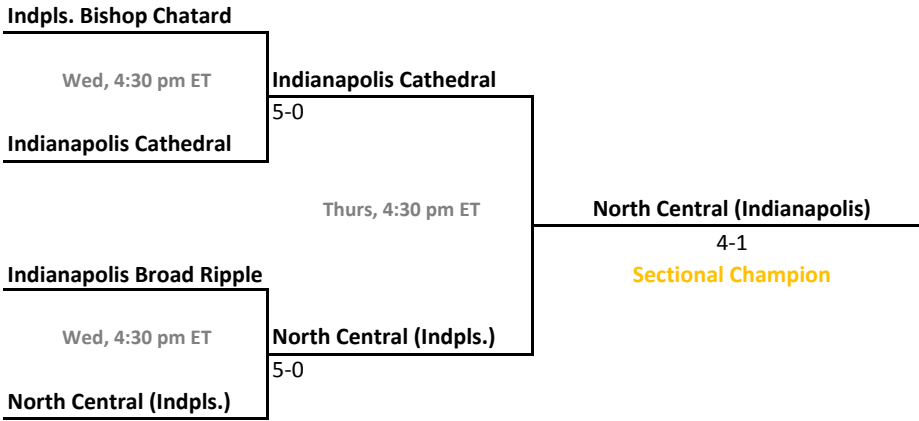 Indpls. Bishop Chatard
Wed, 4:30 pm ET
Indianapolis Cathedral
5-0
Indianapolis Cathedral
Thurs, 4:30 pm ET
North Central (Indianapolis)
4-1
Sectional Champion
Indianapolis Broad Ripple
Wed, 4:30 pm ET
North Central (Indpls.)
5-0
North Central (Indpls.)